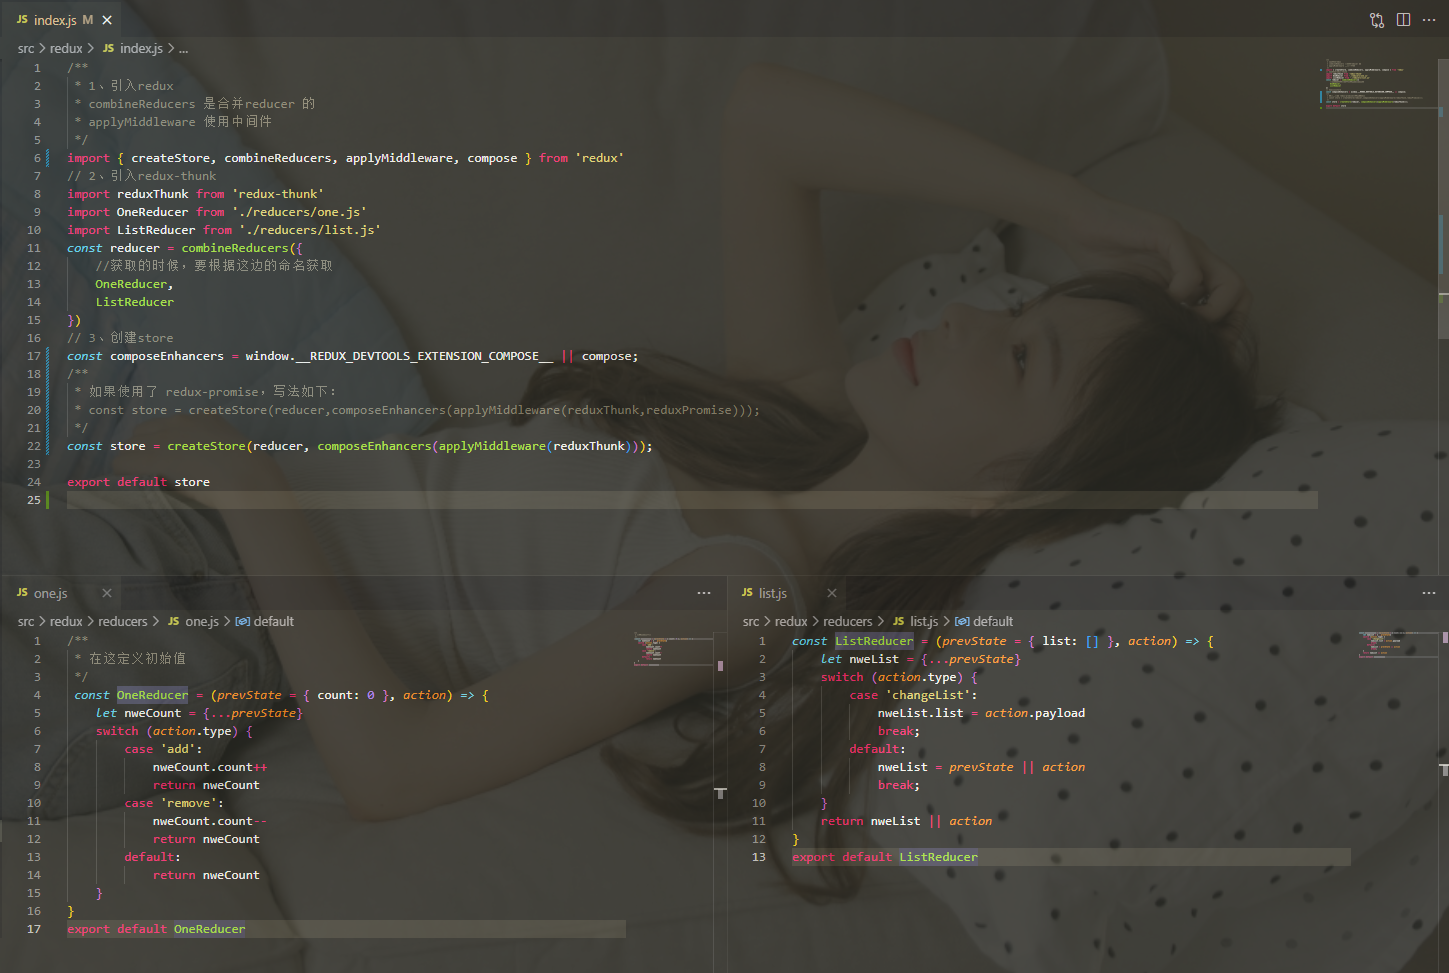 JS index.js M ×
src > redux > JS index.js > ...
1 /**
2  * 1、引入redux
3  * combineReducers 是合并reducer 的
4  * applyMiddleware 使用中间件
5  */
6 import { createStore, combineReducers, applyMiddleware, compose } from 'redux'
7 // 2、引入redux-thunk
8 import reduxThunk from 'redux-thunk'
9 import OneReducer from './reducers/one.js'
10 import ListReducer from './reducers/list.js'
11 const reducer = combineReducers({
12     //获取的时候，要根据这边的命名获取
13     OneReducer,
14     ListReducer
15 })
16 // 3、创建store
17 const composeEnhancers = window.__REDUX_DEVTOOLS_EXTENSION_COMPOSE__ || compose;
18 /**
19  * 如果使用了 redux-promise，写法如下：
20  * const store = createStore(reducer,composeEnhancers(applyMiddleware(reduxThunk,reduxPromise)));
21  */
22 const store = createStore(reducer, composeEnhancers(applyMiddleware(reduxThunk)));
23
24 export default store
25
JS one.js ×
src > redux > reducers > JS one.js > default
1 /**
2  * 在这定义初始值
3  */
4  const OneReducer = (prevState = { count: 0 }, action) => {
5     let nweCount = {...prevState}
6     switch (action.type) {
7         case 'add':
8             nweCount.count++
9             return nweCount
10         case 'remove':
11             nweCount.count--
12             return nweCount
13         default:
14             return nweCount
15     }
16 }
17 export default OneReducer
JS list.js ×
src > redux > reducers > JS list.js > default
1 const ListReducer = (prevState = { list: [] }, action) => {
2     let nweList = {...prevState}
3     switch (action.type) {
4         case 'changeList':
5             nweList.list = action.payload
6             break;
7         default:
8             nweList = prevState || action
9             break;
10     }
11     return nweList || action
12 }
13 export default ListReducer